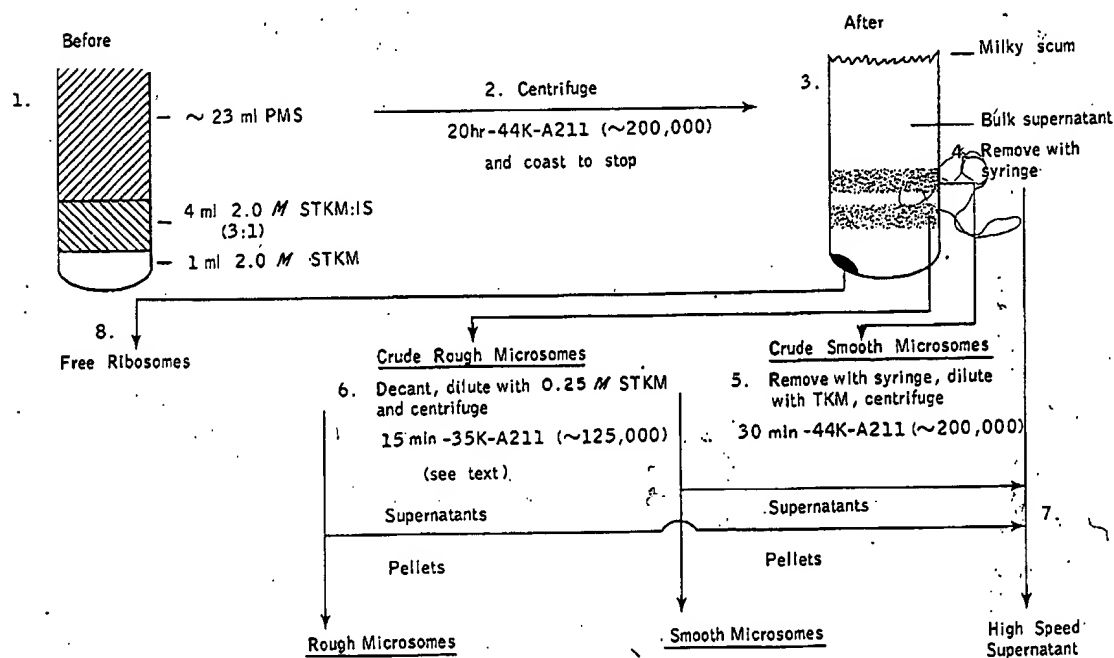 Before
After
Milky scum
1.
~ 23 ml PMS
2. Centrifuge
20hr-44K-A211 (~200,000)
and coast to stop
3.
Bulk supernatant
4. Remove with
syringe
4 ml 2.0 M STKM:IS
(3:1)
1 ml 2.0 M STKM
8.
Free Ribosomes
Crude Rough Microsomes
6. Decant, dilute with 0.25 M STKM
and centrifuge
15 min -35K-A211 (~125,000)
(see text)
Crude Smooth Microsomes
5. Remove with syringe, dilute
with TKM, centrifuge
30 min -44K-A211 (~200,000)
Supernatants
Supernatants
7.
Pellets
Pellets
Rough Microsomes
Smooth Microsomes
High Speed
Supernatant